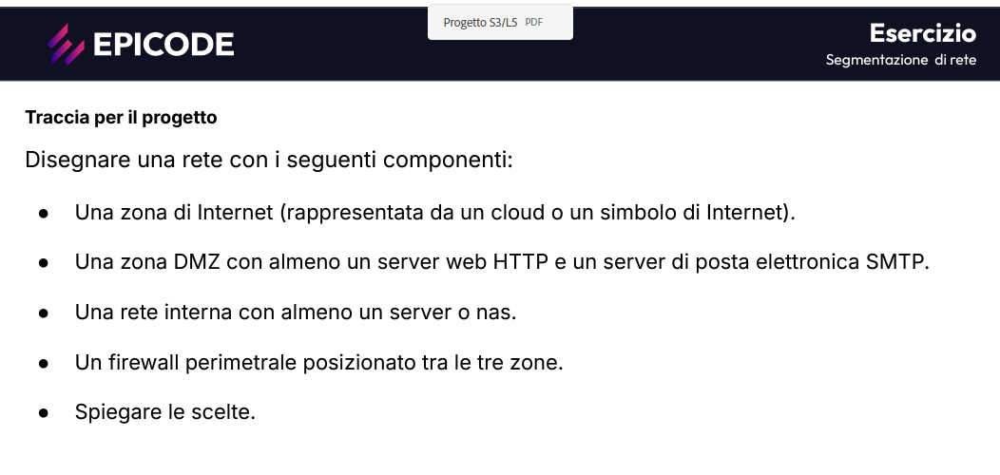 Progetto S3/L5 PDF
EPICODE
Esercizio
Segmentazione di rete
Traccia per il progetto
Disegnare una rete con i seguenti componenti:
● Una zona di Internet (rappresentata da un cloud o un simbolo di Internet).
● Una zona DMZ con almeno un server web HTTP e un server di posta elettronica SMTP.
● Una rete interna con almeno un server o nas.
● Un firewall perimetrale posizionato tra le tre zone.
● Spiegare le scelte.